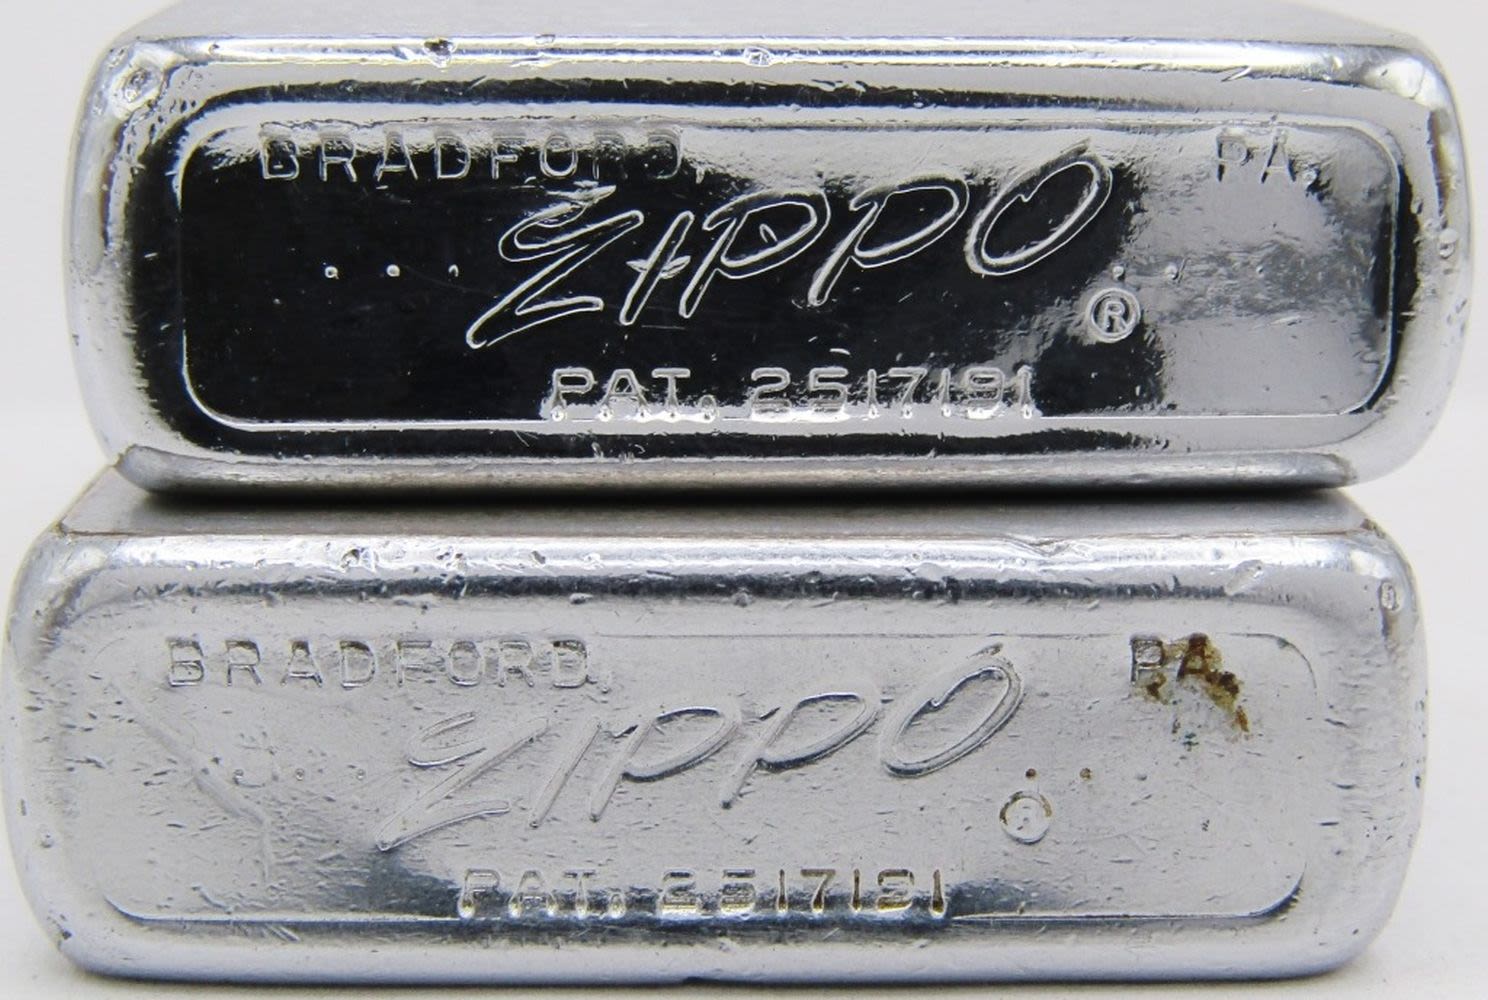 BRADFORD, PA.
ZIPPO
... ..
®
PAT. 2517191
BRADFORD, PA.
ZIPPO
... ..
®
PAT. 2517191